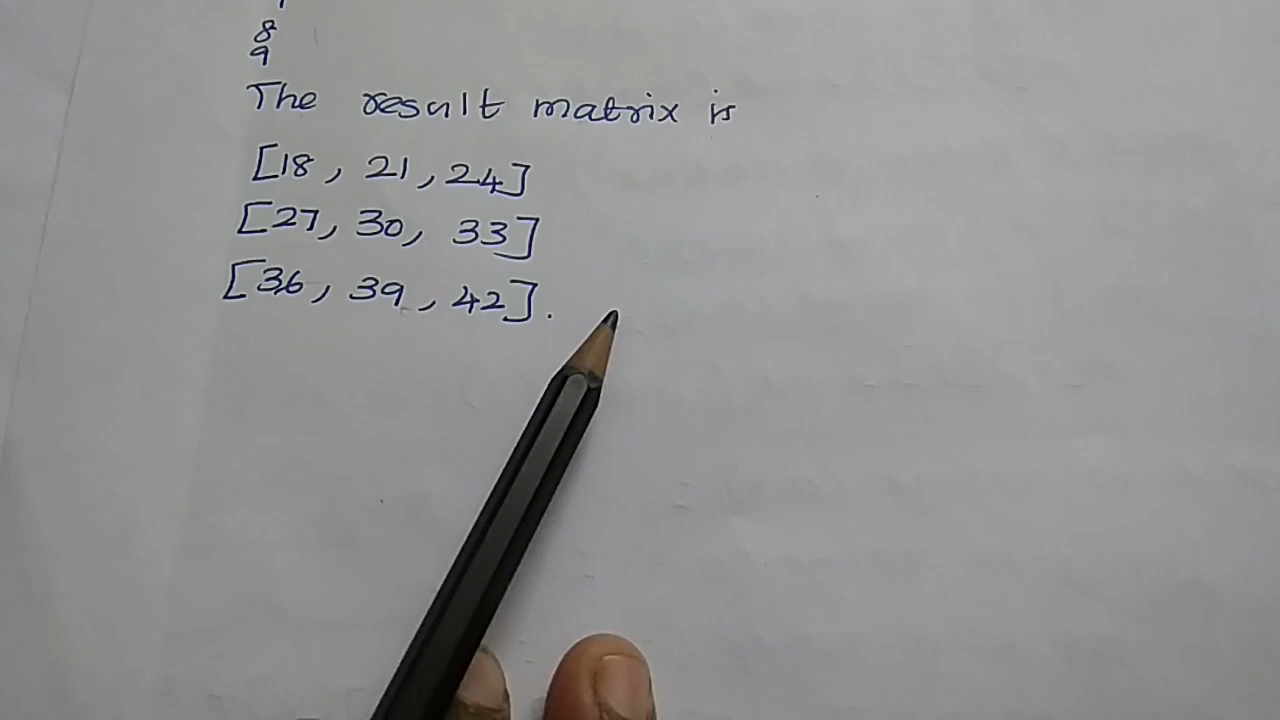 8
9
The result matrix is
[18, 21, 24]
[27, 30, 33]
[36, 39, 42].